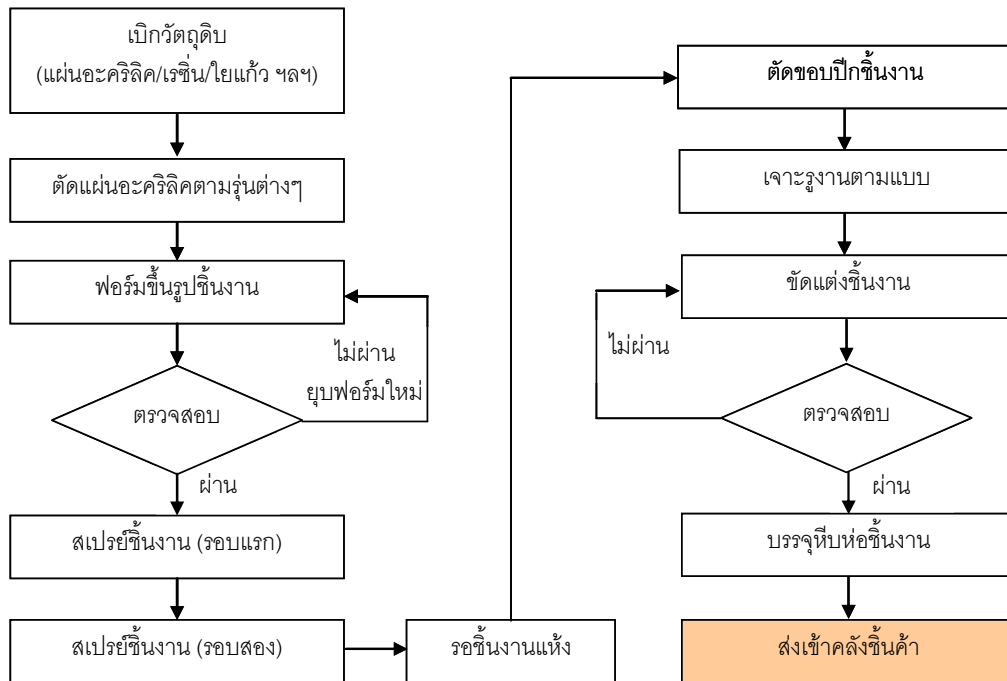 เบิกวัตถุดิบ
(แผ่นอะคริลิค/เรซิ่น/ใยแก้ว ฯลฯ)
ตัดแผ่นอะคริลิคตามรุ่นต่างๆ
ฟอร์มขึ้นรูปชิ้นงาน
ไม่ผ่าน
ยุบฟอร์มใหม่
ตรวจสอบ
ผ่าน
สเปรย์ชิ้นงาน (รอบแรก)
สเปรย์ชิ้นงาน (รอบสอง)
รอชิ้นงานแห้ง
ตัดขอบปีกชิ้นงาน
เจาะรูงานตามแบบ
ขัดแต่งชิ้นงาน
ไม่ผ่าน
ตรวจสอบ
ผ่าน
บรรจุหีบห่อชิ้นงาน
ส่งเข้าคลังชิ้นค้า